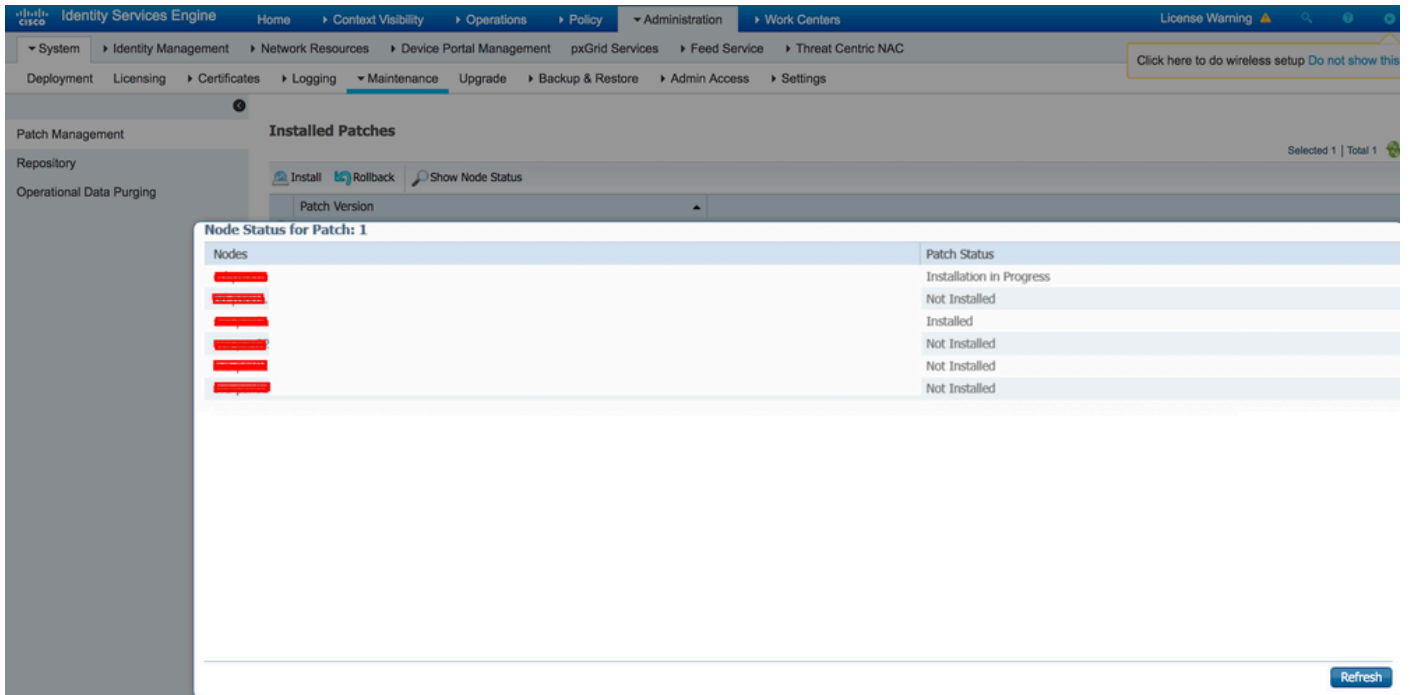 cisco Identity Services Engine Home Context Visibility Operations Policy Administration Work Centers License Warning
System Identity Management Network Resources Device Portal Management pxGrid Services Feed Service Threat Centric NAC
Click here to do wireless setup Do not show this
Deployment Licensing Certificates Logging Maintenance Upgrade Backup & Restore Admin Access Settings
Patch Management
Repository
Operational Data Purging
Installed Patches
Selected 1 | Total 1
Install Rollback Show Node Status
Patch Version
Node Status for Patch: 1
Nodes Patch Status
Installation in Progress
Not Installed
Installed
Not Installed
Not Installed
Not Installed
Refresh